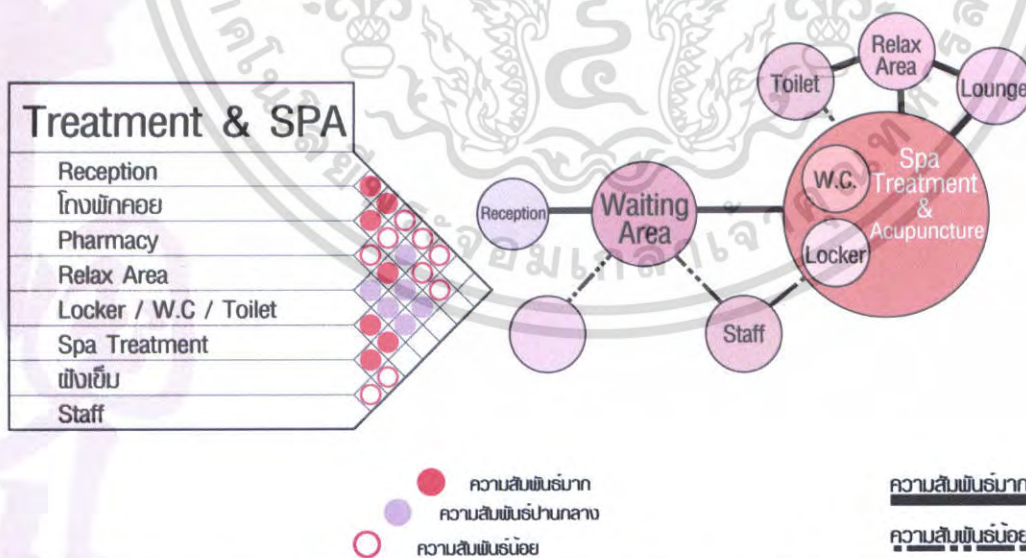 Treatment & SPA
Reception
โถงพักคอย
Pharmacy
Relax Area
Locker / W.C / Toilet
Spa Treatment
ฝังเข็ม
Staff
Relax
Area
Toilet
Lounge
Spa
Treatment
&
Acupuncture
W.C.
Locker
Reception
Waiting
Area
Staff
ความสัมพันธ์มาก
ความสัมพันธ์ปานกลาง
ความสัมพันธ์น้อย
ความสัมพันธ์มาก
ความสัมพันธ์น้อย